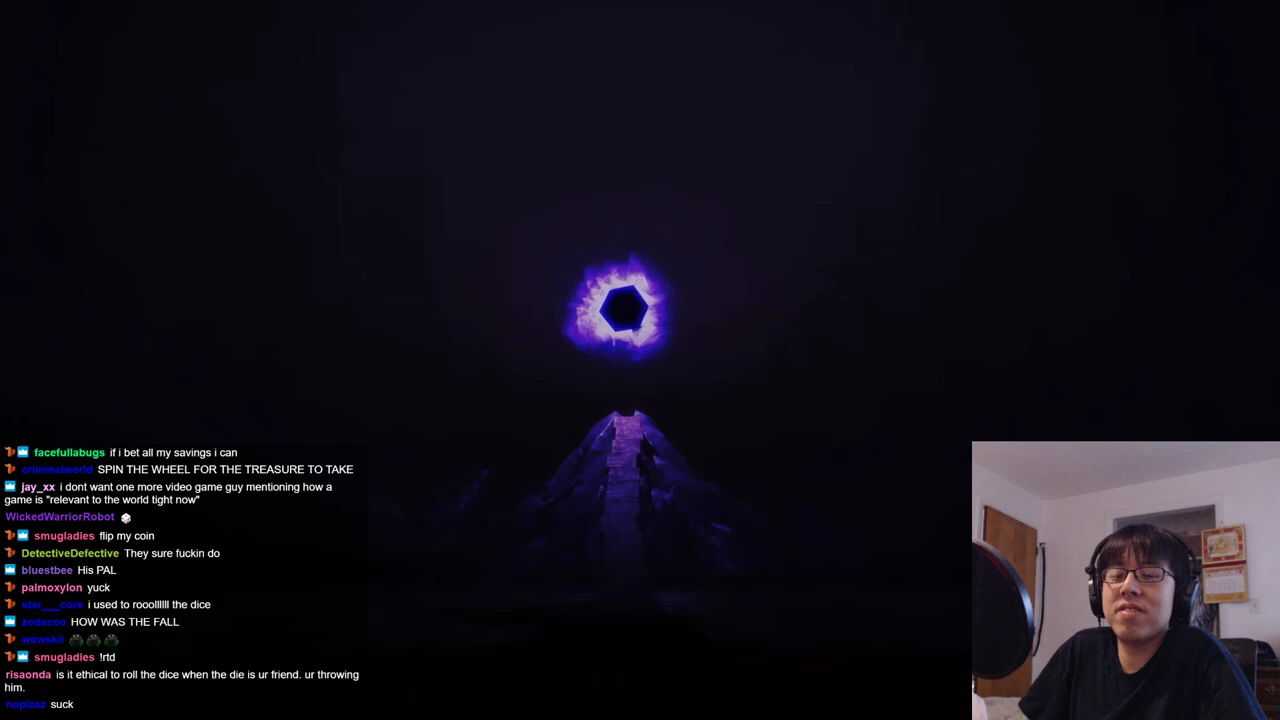 facefullabugs if i bet all my savings i can
criminalworld SPIN THE WHEEL FOR THE TREASURE TO TAKE
jay_xx i dont want one more video game guy mentioning how a
game is "relevant to the world tight now"
WickedWarriorRobot
smugladies flip my coin
DetectiveDefective They sure fuckin do
bluestbee His PAL
palmoxylon yuck
star___core i used to rooollllll the dice
zodaceo HOW WAS THE FALL
wowskii
smugladies !rtd
risaonda is it ethical to roll the dice when the die is ur friend. ur throwing
him.
nopizaz suck